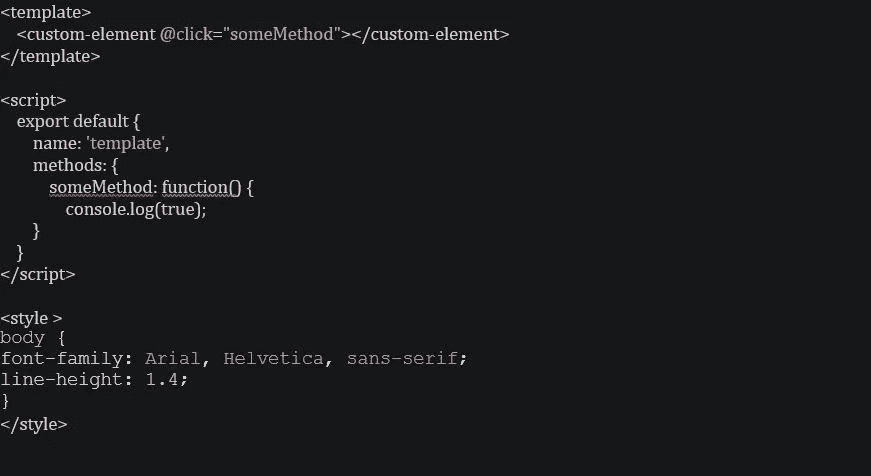 <template>
<custom-element @click="someMethod"></custom-element>
</template>
<script>
export default {
name: 'template',
methods: {
someMethod: function() {
console.log(true);
}
}
</script>
<style >
body {
font-family: Arial, Helvetica, sans-serif;
line-height: 1.4;
}
</style>